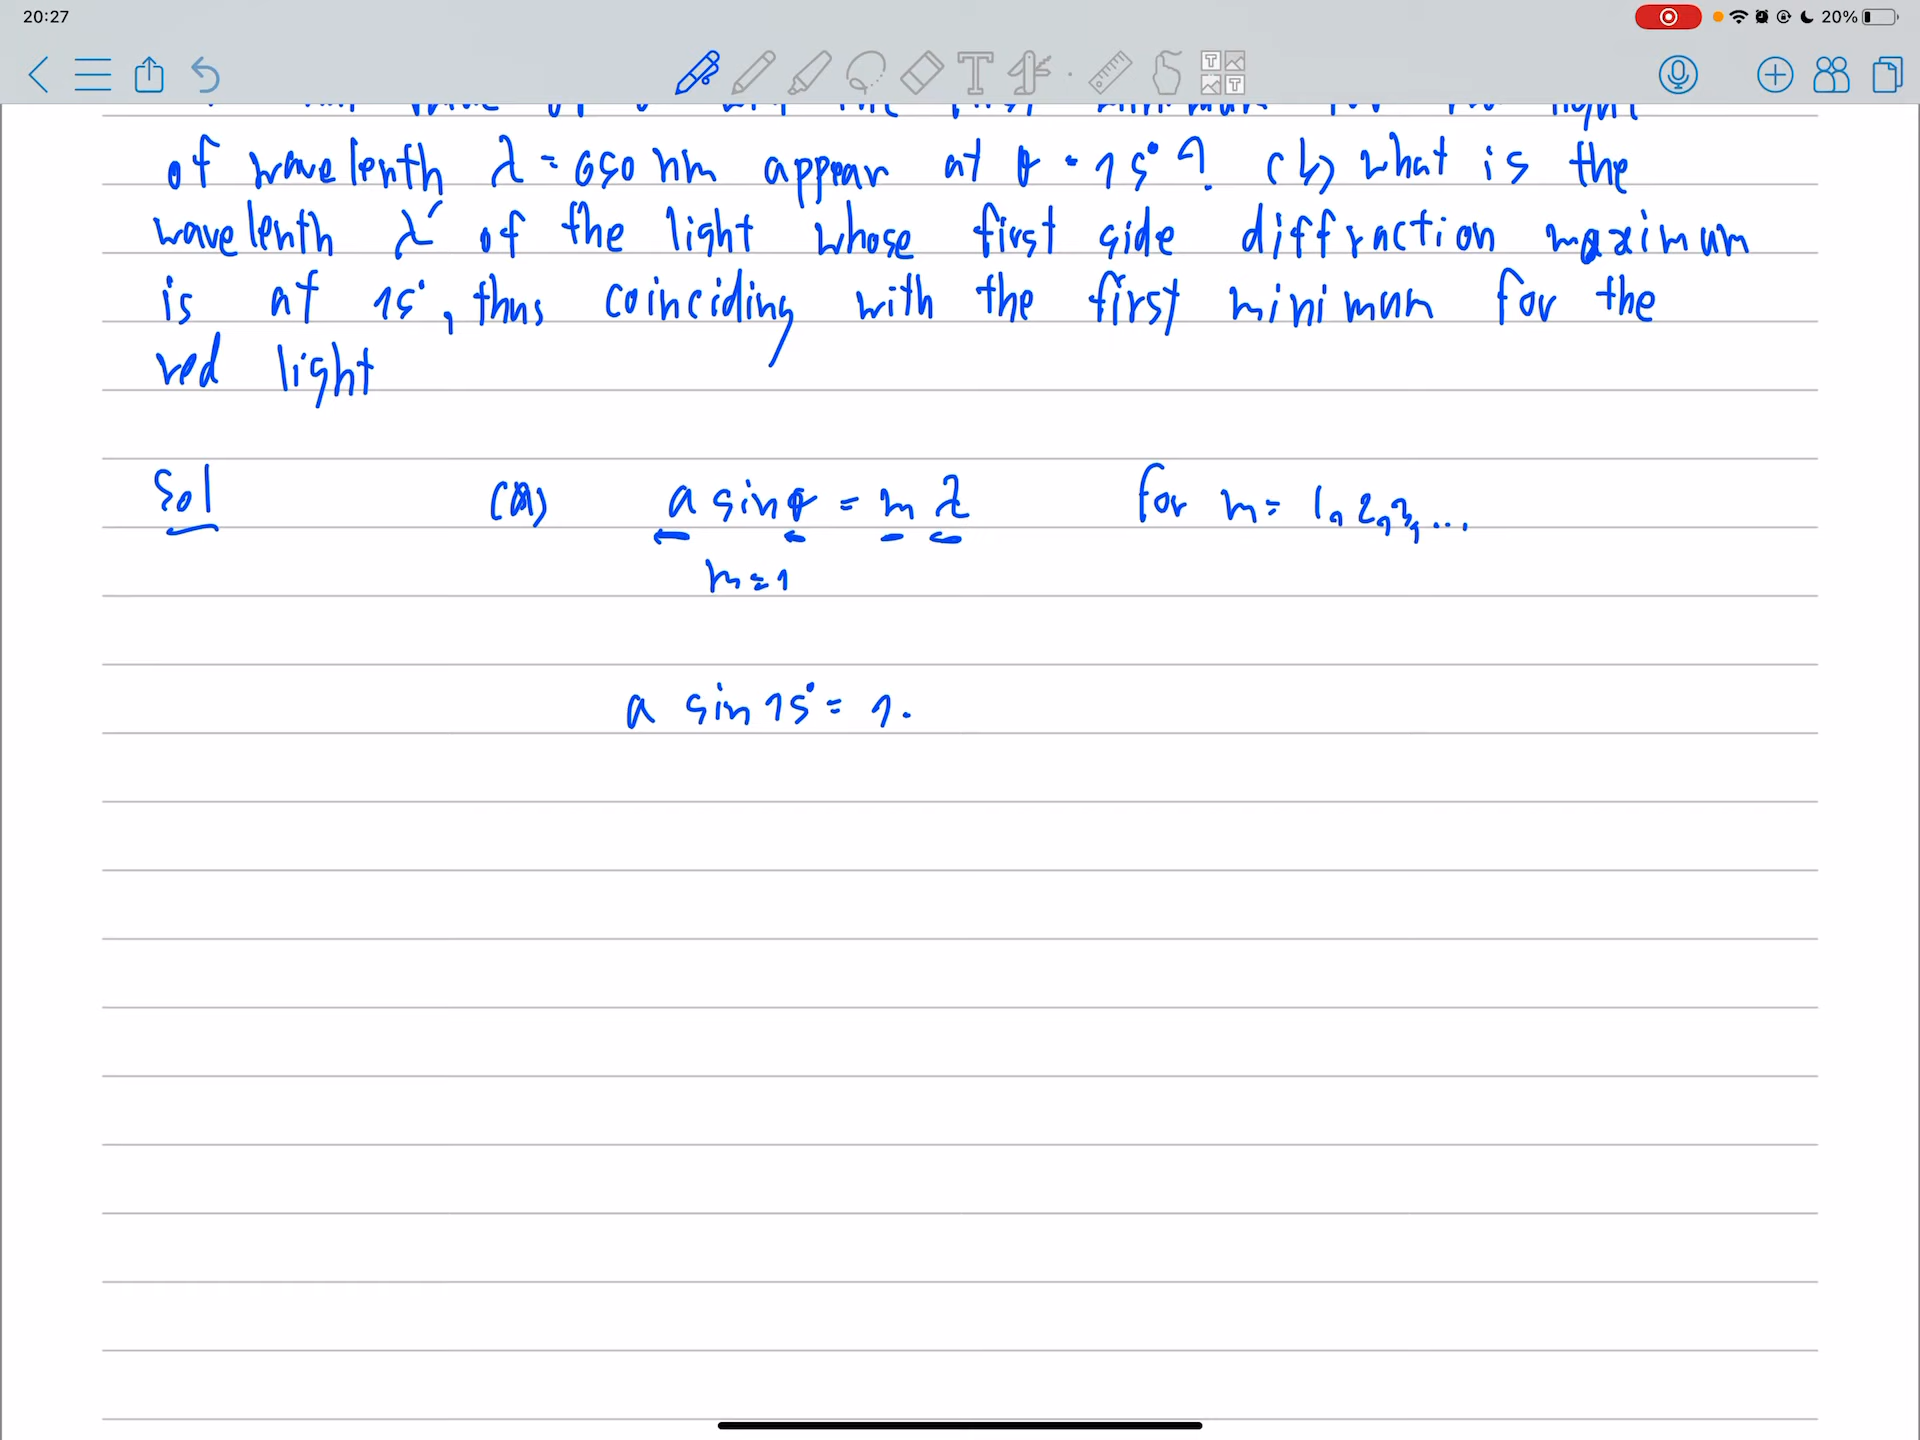 20:27
20%
of wavelenth λ = 650 nm appear at θ = 15° ? (b) what is the
wavelenth λ' of the light whose first side diffraction maximum
is at 15°, thus coinciding with the first minimum for the
red light
Sol (A) a sinθ = m λ for m = 1, 2, 3, ...
m = 1
a sin 15° = 1.